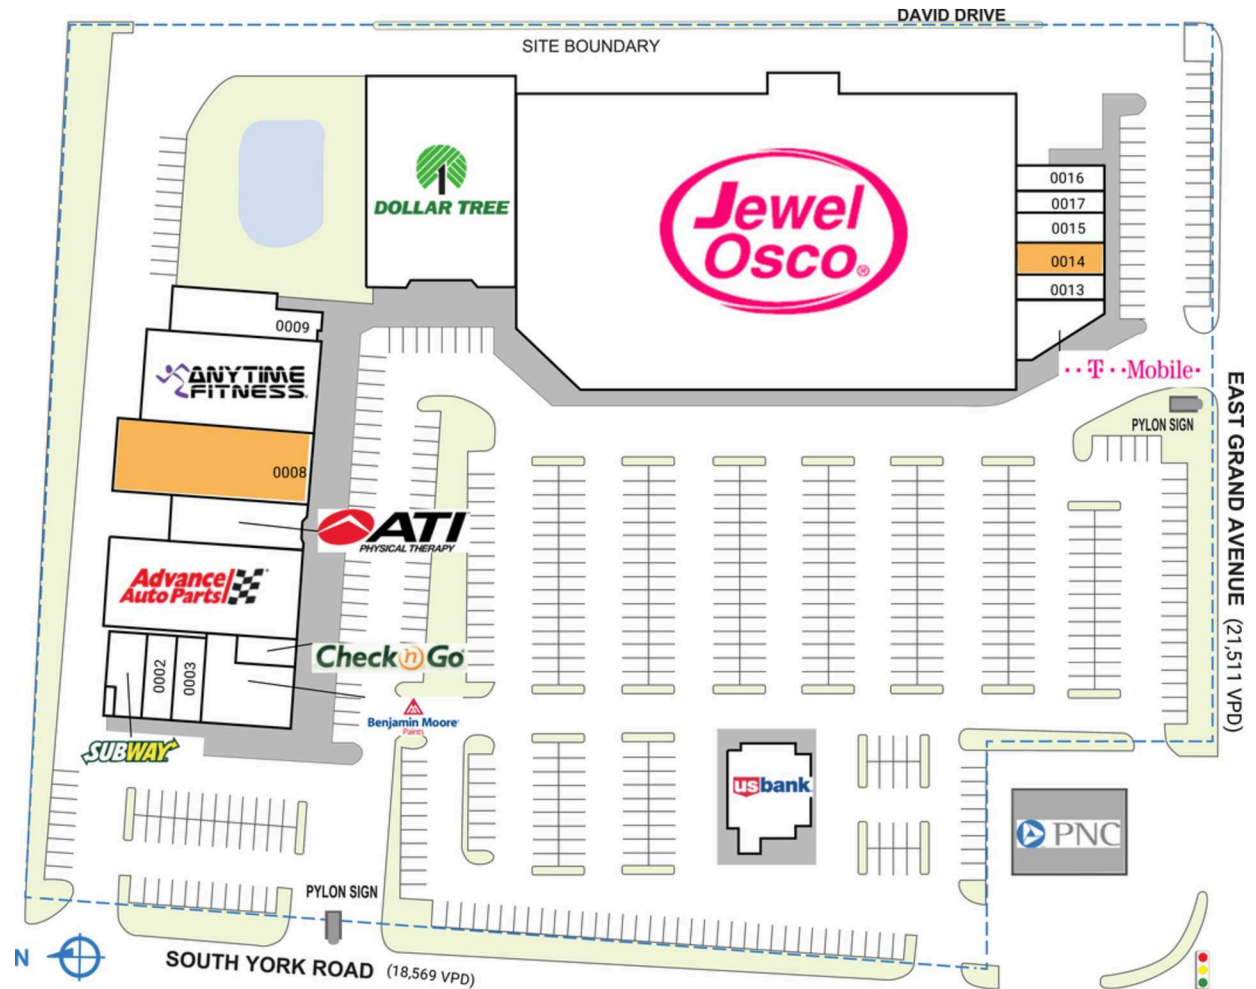 DAVID DRIVE
SITE BOUNDARY
DOLLAR TREE
Jewel
Osco®
0016
0017
0015
0014
0013
T··Mobile·
0009
ANYTIME
FITNESS.
0008
ATI
PHYSICAL THERAPY
Advance
Auto Parts
Check 'n Go
0002
0003
Benjamin Moore
Paints
SUBWAY
PYLON SIGN
EAST GRAND AVENUE (21,511 VPD)
usbank
PNC
PYLON SIGN
N
SOUTH YORK ROAD (18,569 VPD)